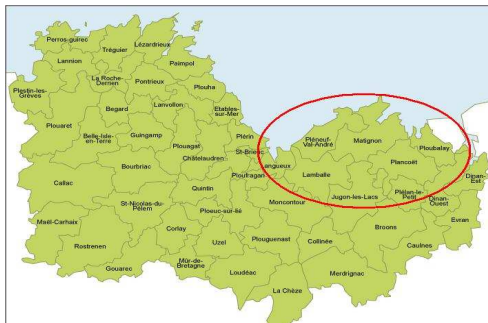 Perros-guirec
Lézardrieux
Tréguier
Lannion
Paimpol
La Roche-
Derrien
Pontrieux
Plestin-les-
Grèves
Plouha
Lanvollon
Begard
Etables-
sur-Mer
Plouaret
Belle-Isle-
en-Terre
Guingamp
Plérin
Pléneuf-
Val-André
Matignon
Ploubalay
Plouagat
St-Brieuc
Châtelaudren
Langueux
Plancoët
Bourbriac
Ploufragan
Lamballe
Dinan-
Est
Callac
Quintin
Jugon-les-Lacs
Plélan-le-
Petit
Dinan-
Ouest
St-Nicolas-du-
Pélem
Moncontour
Ploeuc-sur-lié
Maël-Carhaix
Evran
Corlay
Broons
Rostrenen
Uzel
Plouguenast
Collinée
Caulnes
Gouarec
Mûr-de-
Bretagne
Loudéac
Merdrignac
La Chèze